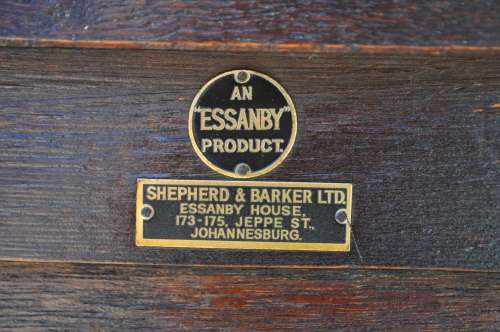 AN
"ESSANBY"
PRODUCT.
SHEPHERD & BARKER LTD.
ESSANBY HOUSE,
173-175, JEPPE ST.,
JOHANNESBURG.